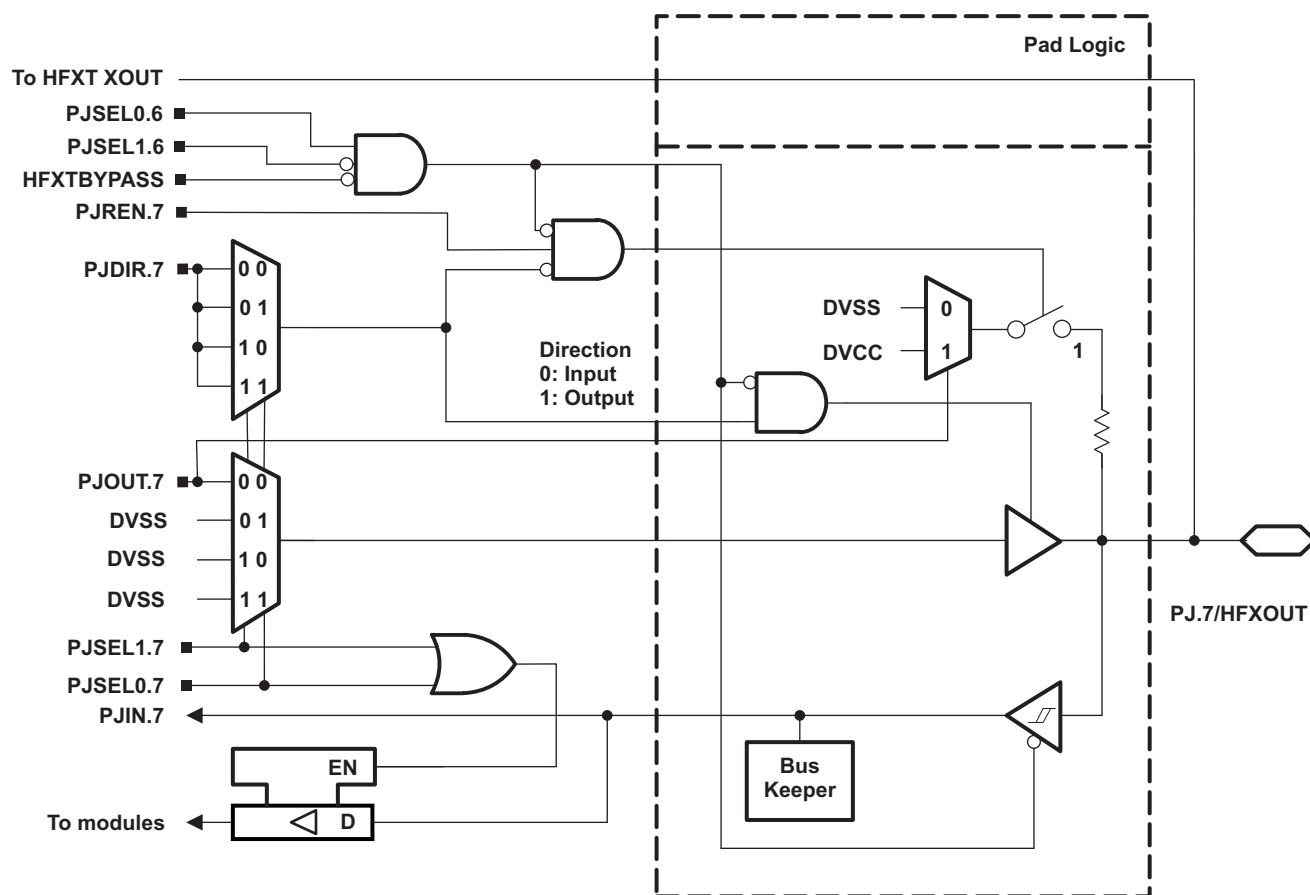 Pad Logic
To HFXT XOUT
PJSEL0.6
PJSEL1.6
HFXTBYPASS
PJREN.7
PJDIR.7
0 0
0 1
1 0
1 1
Direction
0: Input
1: Output
DVSS
0
DVCC
1
1
PJOUT.7
0 0
DVSS
0 1
DVSS
1 0
DVSS
1 1
PJ.7/HFXOUT
PJSEL1.7
PJSEL0.7
PJIN.7
EN
Bus
Keeper
To modules
D